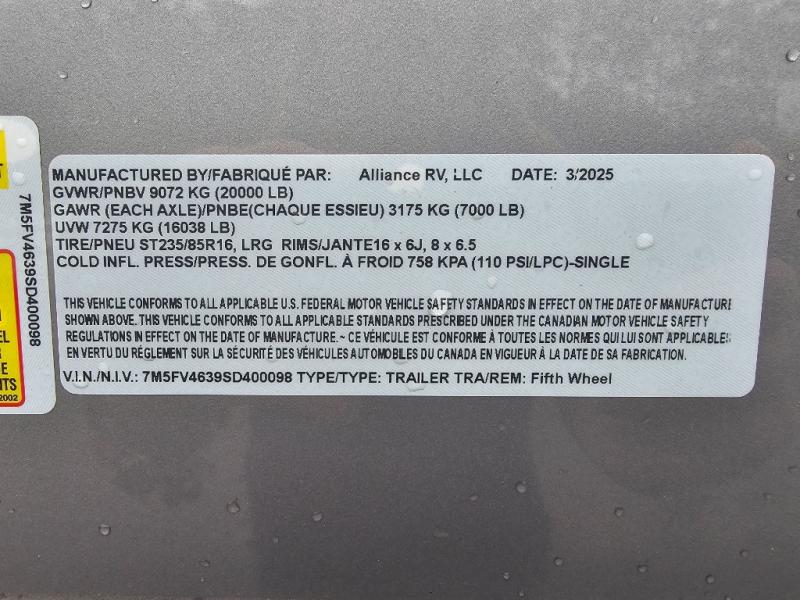 MANUFACTURED BY/FABRIQUÉ PAR: Alliance RV, LLC DATE: 3/2025
GVWR/PNBV 9072 KG (20000 LB)
GAWR (EACH AXLE)/PNBE(CHAQUE ESSIEU) 3175 KG (7000 LB)
UVW 7275 KG (16038 LB)
TIRE/PNEU ST235/85R16, LRG RIMS/JANTE16 x 6J, 8 x 6.5
COLD INFL. PRESS/PRESS. DE GONFL. À FROID 758 KPA (110 PSI/LPC)-SINGLE
THIS VEHICLE CONFORMS TO ALL APPLICABLE U.S. FEDERAL MOTOR VEHICLE SAFETY STANDARDS IN EFFECT ON THE DATE OF MANUFACTURE
SHOWN ABOVE. THIS VEHICLE CONFORMS TO ALL APPLICABLE STANDARDS PRESCRIBED UNDER THE CANADIAN MOTOR VEHICLE SAFETY
REGULATIONS IN EFFECT ON THE DATE OF MANUFACTURE.~ CE VÉHICULE EST CONFORME À TOUTES LES NORMES QUI LUI SONT APPLICABLES
EN VERTU DU RÉGLEMENT SUR LA SÉCURITÉ DES VÉHICULES AUTOMOBILES DU CANADA EN VIGUEUR À LA DATE DE SA FABRICATION.
V.I.N./N.I.V.: 7M5FV4639SD400098 TYPE/TYPE: TRAILER TRA/REM: Fifth Wheel
7M5FV4639SD400098
2002